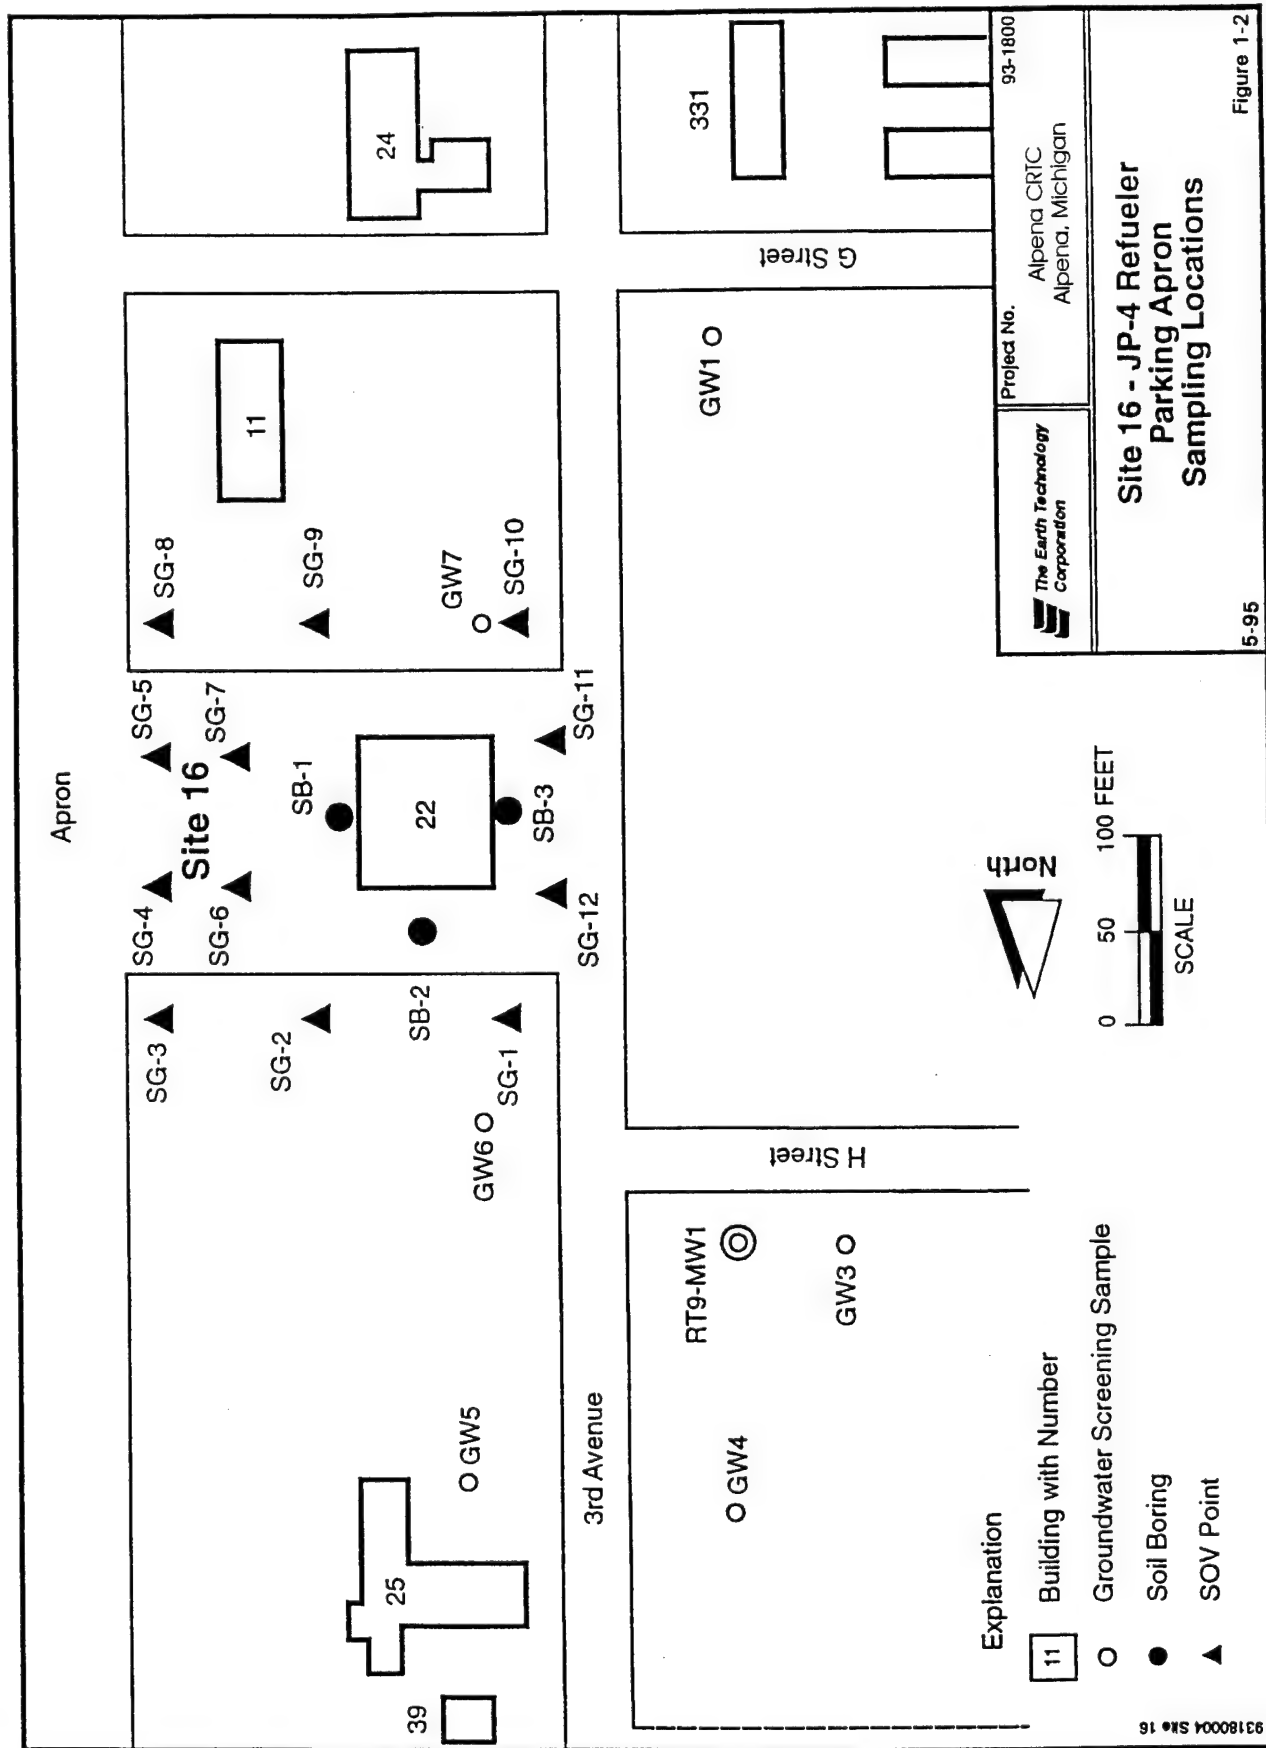 Apron
SG-3
SG-4
SG-5
SG-8
Site 16
SG-6
SG-7
SG-2
SG-9
11
24
SB-1
SB-2
22
25
39
GW5
GW6
SG-1
GW7
SG-10
SB-3
SG-12
SG-11
3rd Avenue
H Street
G Street
331
RT9-MW1
GW4
GW3
GW1
North
0 50 100 FEET
SCALE
Explanation
11 Building with Number
Groundwater Screening Sample
Soil Boring
SOV Point
93180004 Site 16
The Earth Technology
Corporation
Project No. 93-1800
Alpena CRTC
Alpena, Michigan
Site 16 - JP-4 Refueler
Parking Apron
Sampling Locations
5-95
Figure 1-2